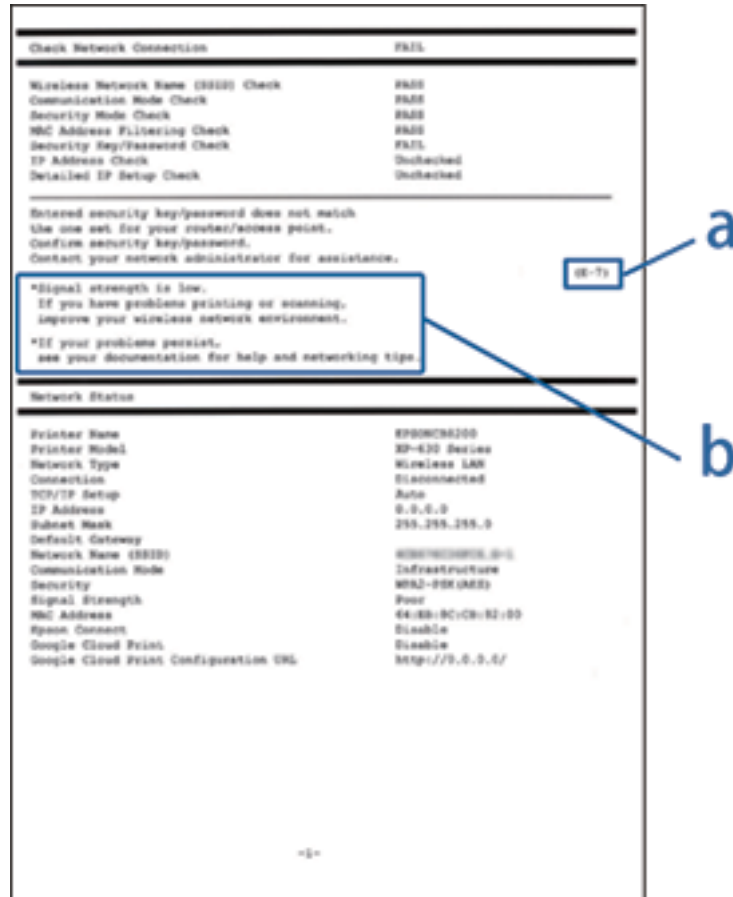 Check Network Connection FAIL
Wireless Network Name (SSID) Check PASS
Communication Mode Check PASS
Security Mode Check PASS
MAC Address Filtering Check PASS
Security Key/Password Check FAIL
IP Address Check Unchecked
Detailed IP Setup Check Unchecked
Entered security key/password does not match
the one set for your router/access point.
Confirm security key/password.
Contact your network administrator for assistance.
(E-7)
a
*Signal strength is low.
If you have problems printing or scanning,
improve your wireless network environment.
*If your problems persist,
see your documentation for help and networking tips.
b
Network Status
Printer Name
Printer Model XP-630 Series
Network Type Wireless LAN
Connection Disconnected
TCP/IP Setup Auto
IP Address 0.0.0.0
Subnet Mask 255.255.255.0
Default Gateway
Network Name (SSID)
Communication Mode Infrastructure
Security WPA2-PSK(AES)
Signal Strength Poor
MAC Address
Epson Connect Disable
Google Cloud Print Disable
Google Cloud Print Configuration URL http://0.0.0.0/
-1-